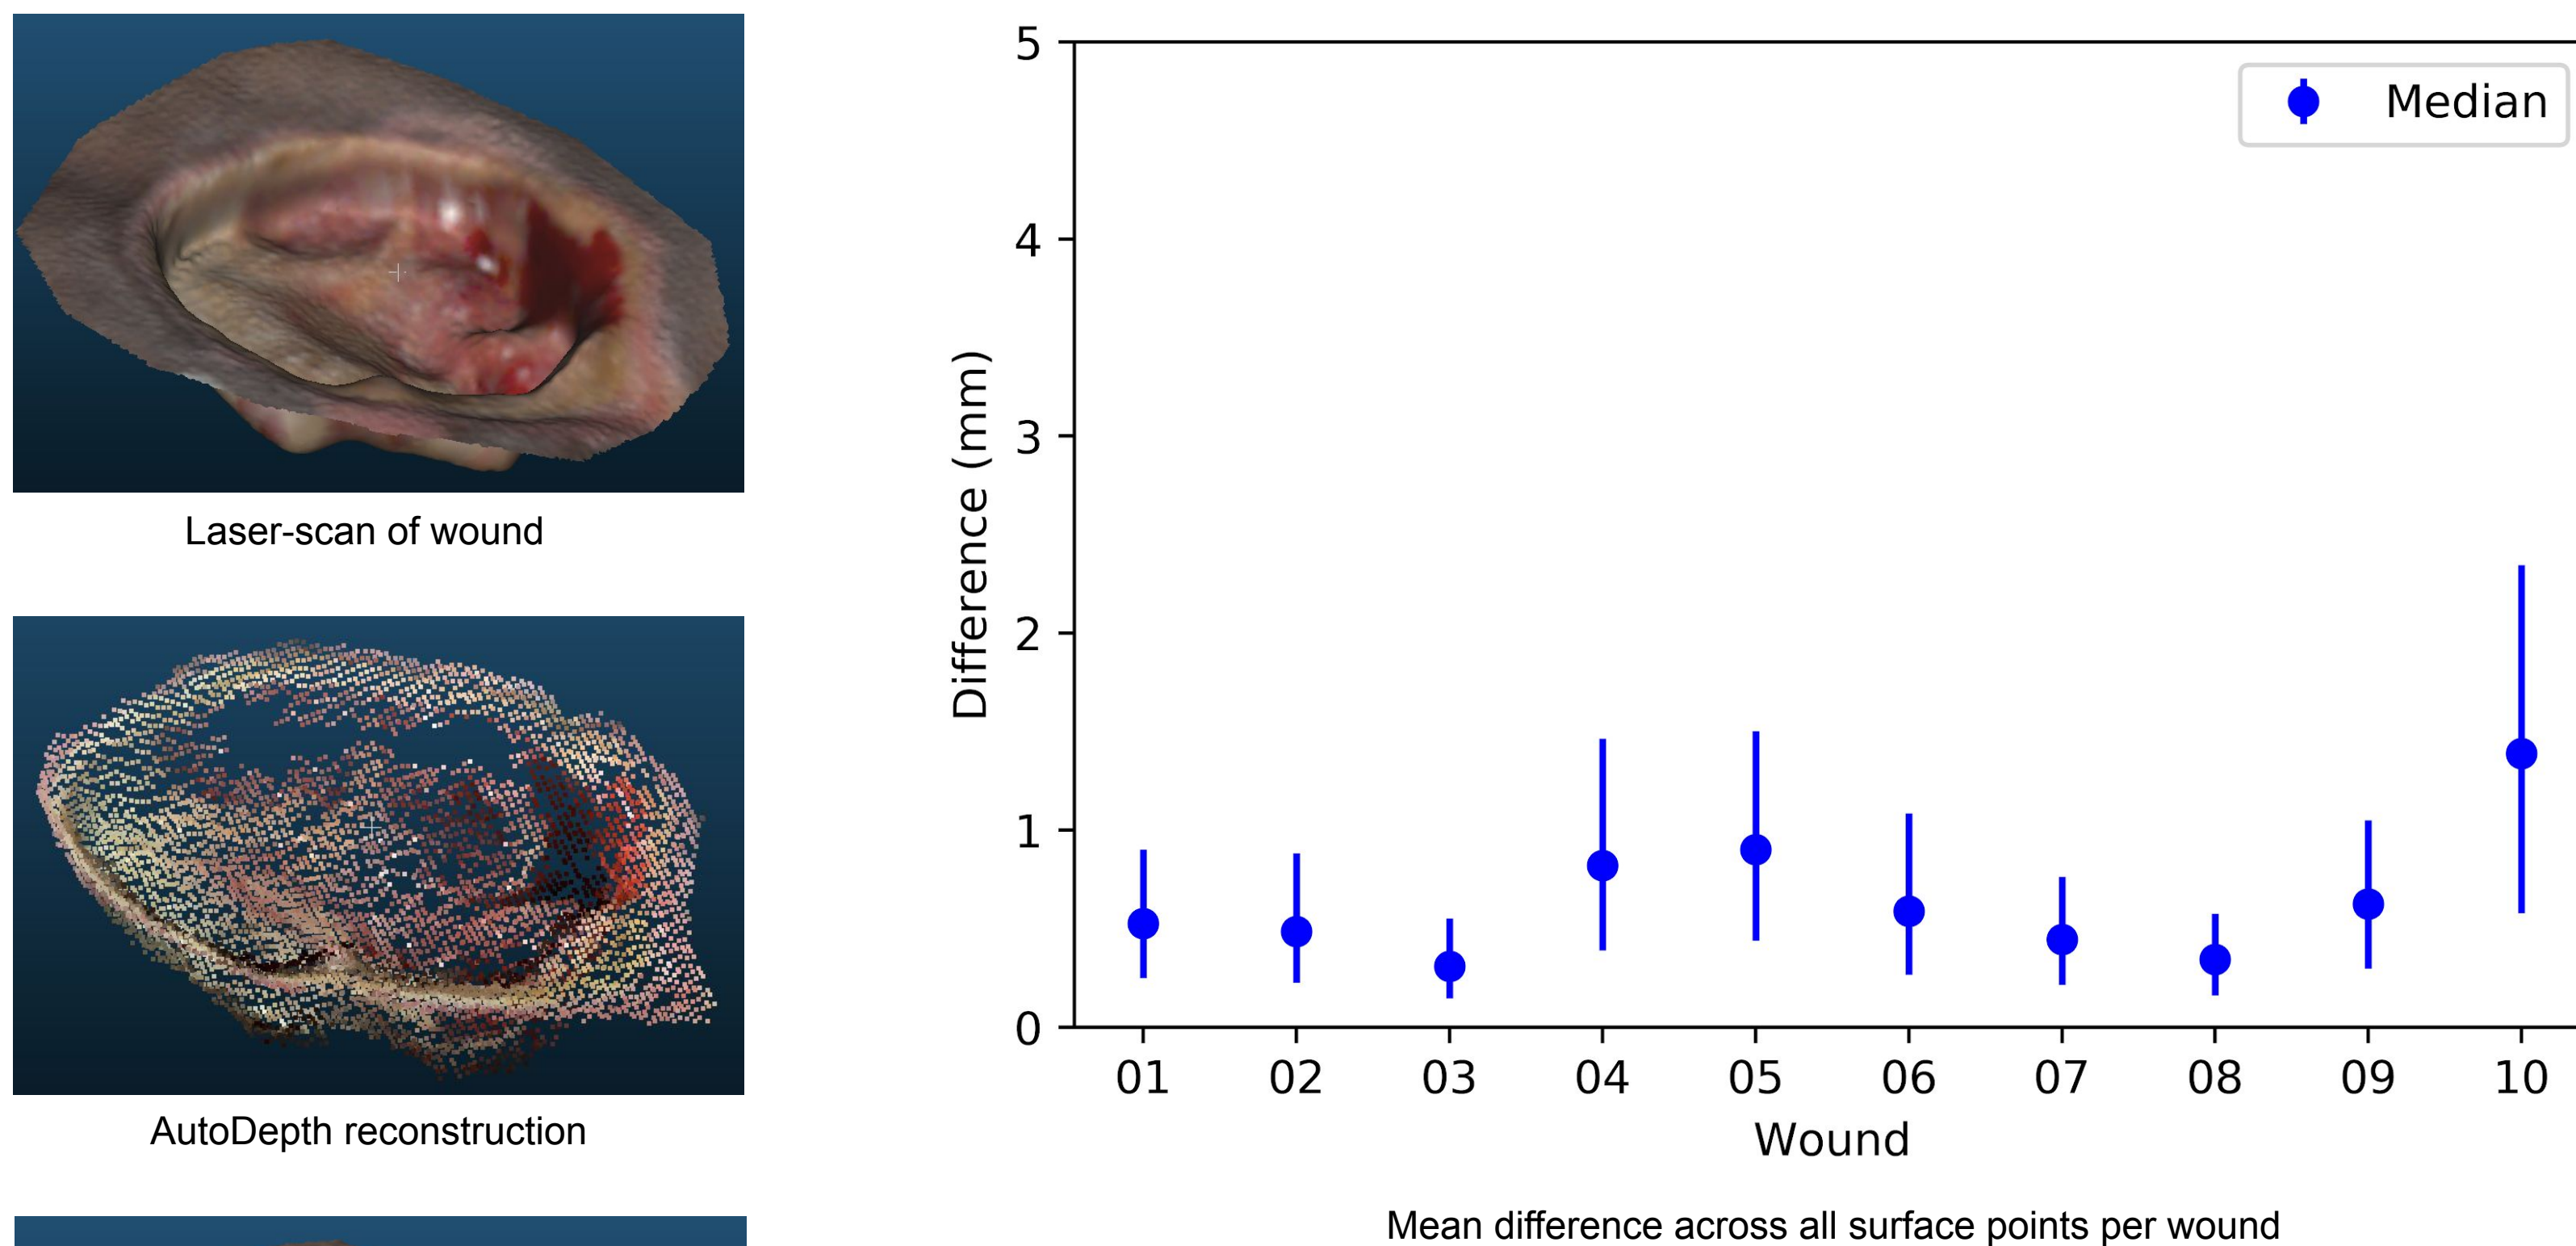 Laser-scan of wound
AutoDepth reconstruction
5
4
3
2
1
0
Difference (mm)
Median
01 02 03 04 05 06 07 08 09 10
Wound
Mean difference across all surface points per wound